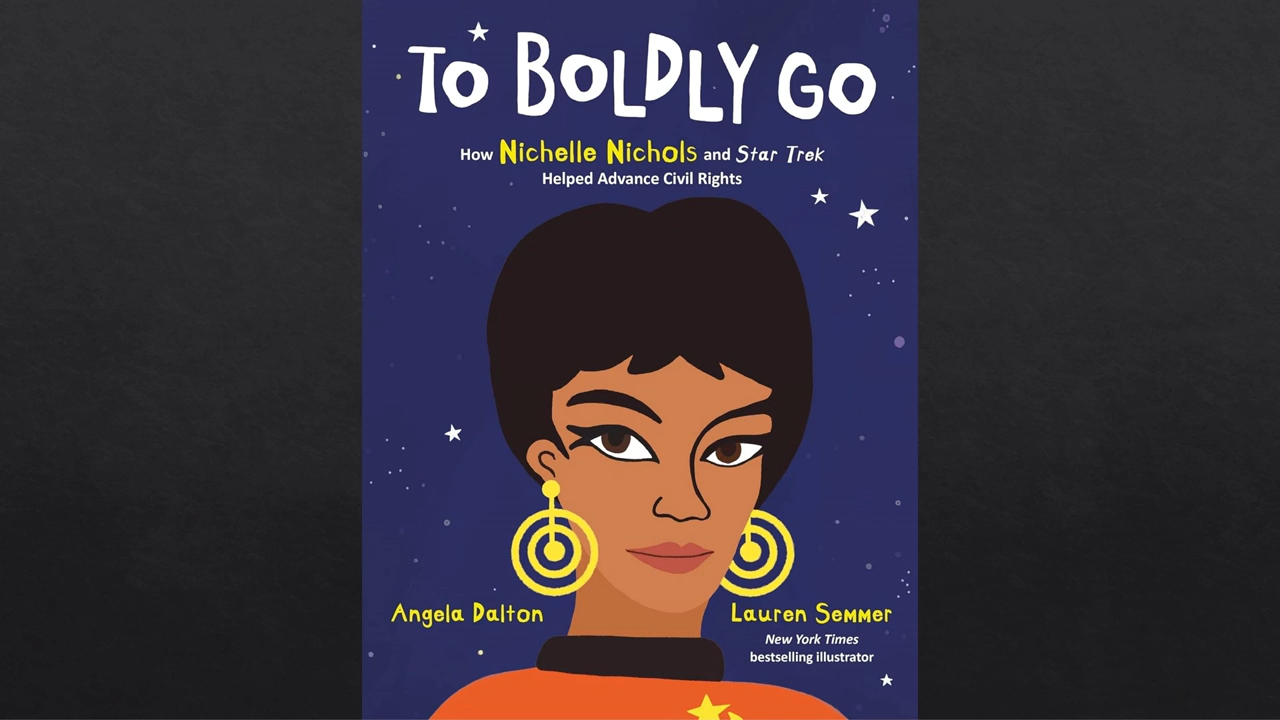 To BOLDLY GO
How Nichelle Nichols and Star Trek
Helped Advance Civil Rights
Angela Dalton
Lauren Semmer
New York Times
bestselling illustrator